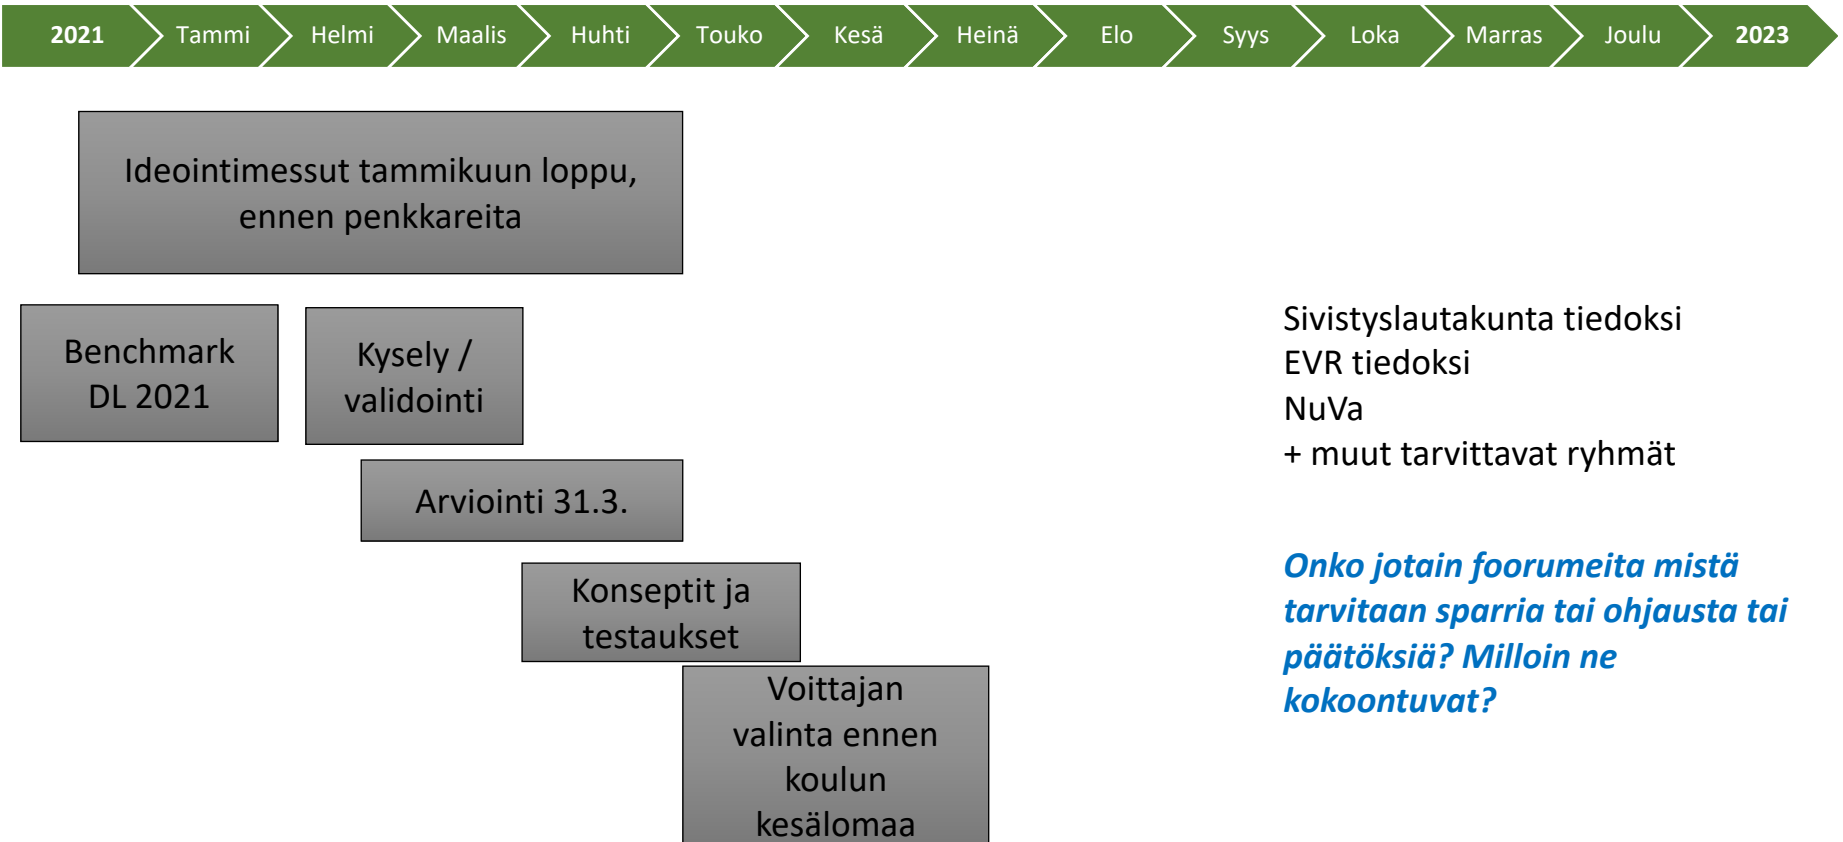 2021 Tammi Helmi Maalis Huhti Touko Kesä Heinä Elo Syys Loka Marras Joulu 2023
Ideointimessut tammikuun loppu,
ennen penkkareita
Benchmark
DL 2021
Kysely /
validointi
Arviointi 31.3.
Konseptit ja
testaukset
Voittajan
valinta ennen
koulun
kesälomaa
Sivistyslautakunta tiedoksi
EVR tiedoksi
NuVa
+ muut tarvittavat ryhmät
Onko jotain foorumeita mistä
tarvitaan sparria tai ohjausta tai
päätöksiä? Milloin ne
kokoontuvat?